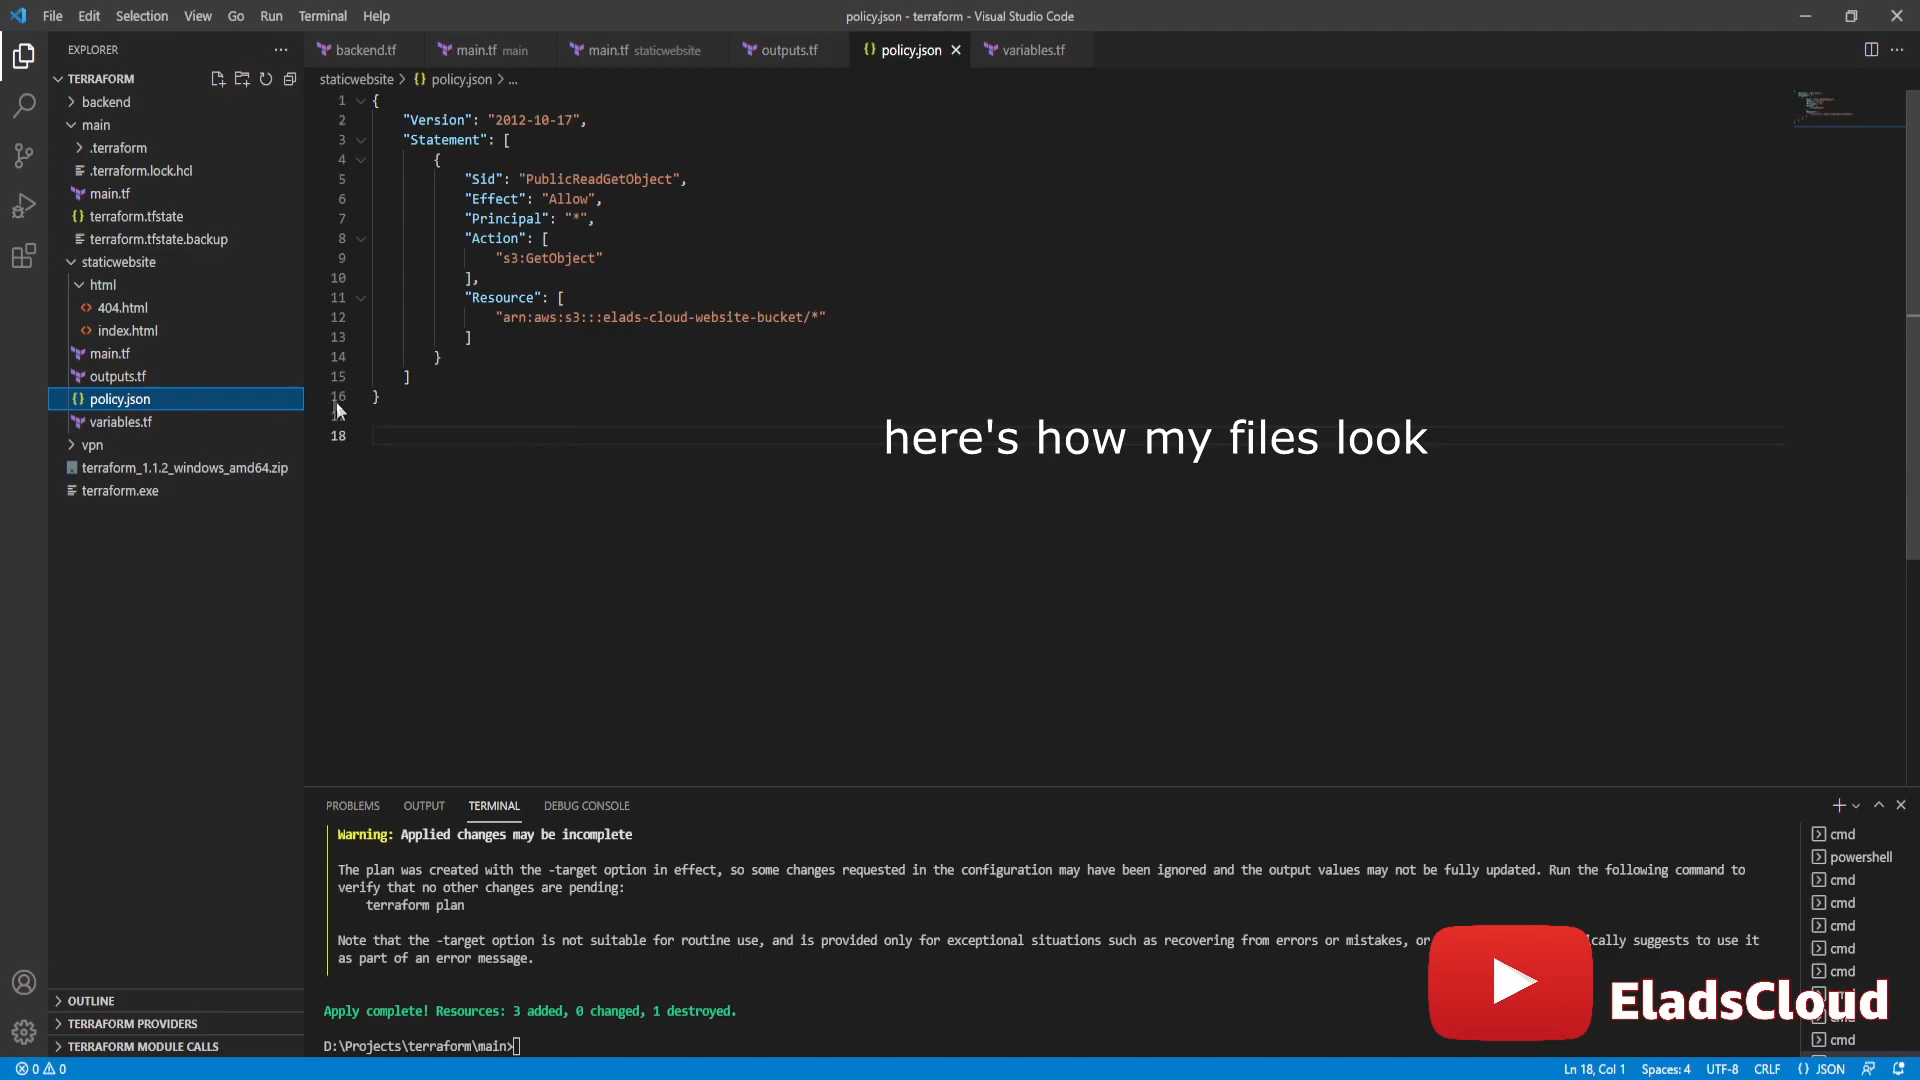 File Edit Selection View Go Run Terminal Help
policy.json - terraform - Visual Studio Code
EXPLORER
TERRAFORM
backend
main
.terraform
.terraform.lock.hcl
main.tf
terraform.tfstate
terraform.tfstate.backup
staticwebsite
html
404.html
index.html
main.tf
outputs.tf
policy.json
variables.tf
vpn
terraform_1.1.2_windows_amd64.zip
terraform.exe
OUTLINE
TERRAFORM PROVIDERS
TERRAFORM MODULE CALLS
backend.tf main.tf main main.tf staticwebsite outputs.tf {} policy.json variables.tf
staticwebsite > {} policy.json > ...
1 {
2 "Version": "2012-10-17",
3 "Statement": [
4 {
5 "Sid": "PublicReadGetObject",
6 "Effect": "Allow",
7 "Principal": "*",
8 "Action": [
9 "s3:GetObject"
10 ],
11 "Resource": [
12 "arn:aws:s3:::elads-cloud-website-bucket/*"
13 ]
14 }
15 ]
16 }
18
here's how my files look
PROBLEMS OUTPUT TERMINAL DEBUG CONSOLE
Warning: Applied changes may be incomplete
The plan was created with the -target option in effect, so some changes requested in the configuration may have been ignored and the output values may not be fully updated. Run the following command to
verify that no other changes are pending:
terraform plan
Note that the -target option is not suitable for routine use, and is provided only for exceptional situations such as recovering from errors or mistakes, or
suggests to use it
as part of an error message.
Apply complete! Resources: 3 added, 0 changed, 1 destroyed.
D:\Projects\terraform\main>
cmd
powershell
cmd
cmd
cmd
cmd
cmd
cmd
EladsCloud
0 0
Ln 18, Col 1 Spaces: 4 UTF-8 CRLF {} JSON